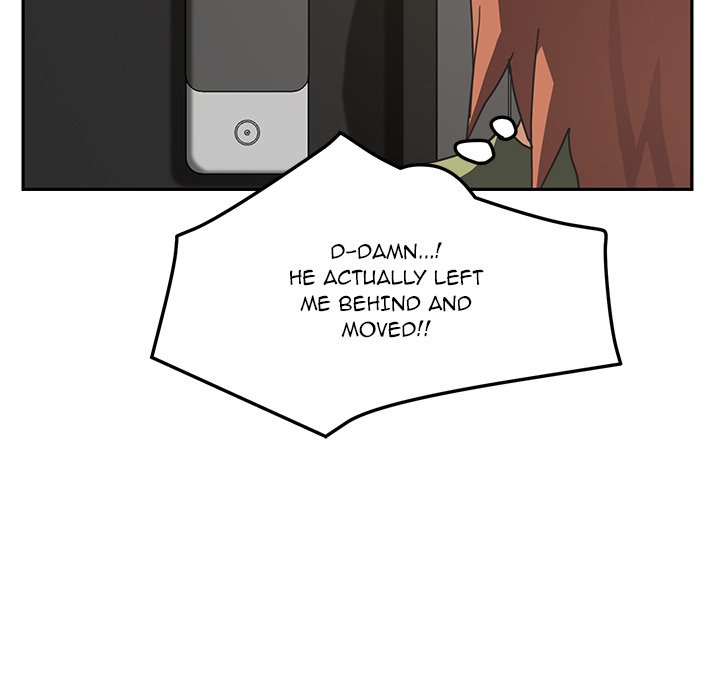 D-DAMN...!
HE ACTUALLY LEFT
ME BEHIND AND
MOVED!!